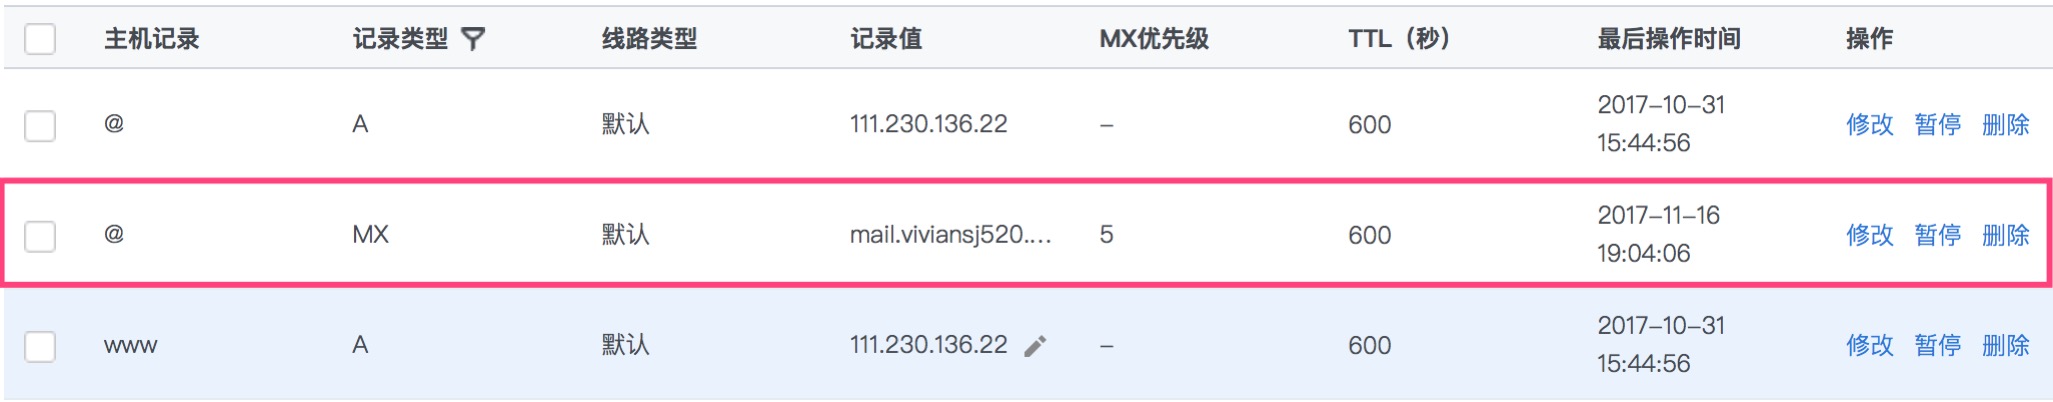 主机记录 记录类型 线路类型 记录值 MX优先级 TTL（秒） 最后操作时间 操作
@ A 默认 111.230.136.22 – 600 2017-10-31 15:44:56 修改 暂停 删除
@ MX 默认 mail.viviansj520.... 5 600 2017-11-16 19:04:06 修改 暂停 删除
www A 默认 111.230.136.22 – 600 2017-10-31 15:44:56 修改 暂停 删除